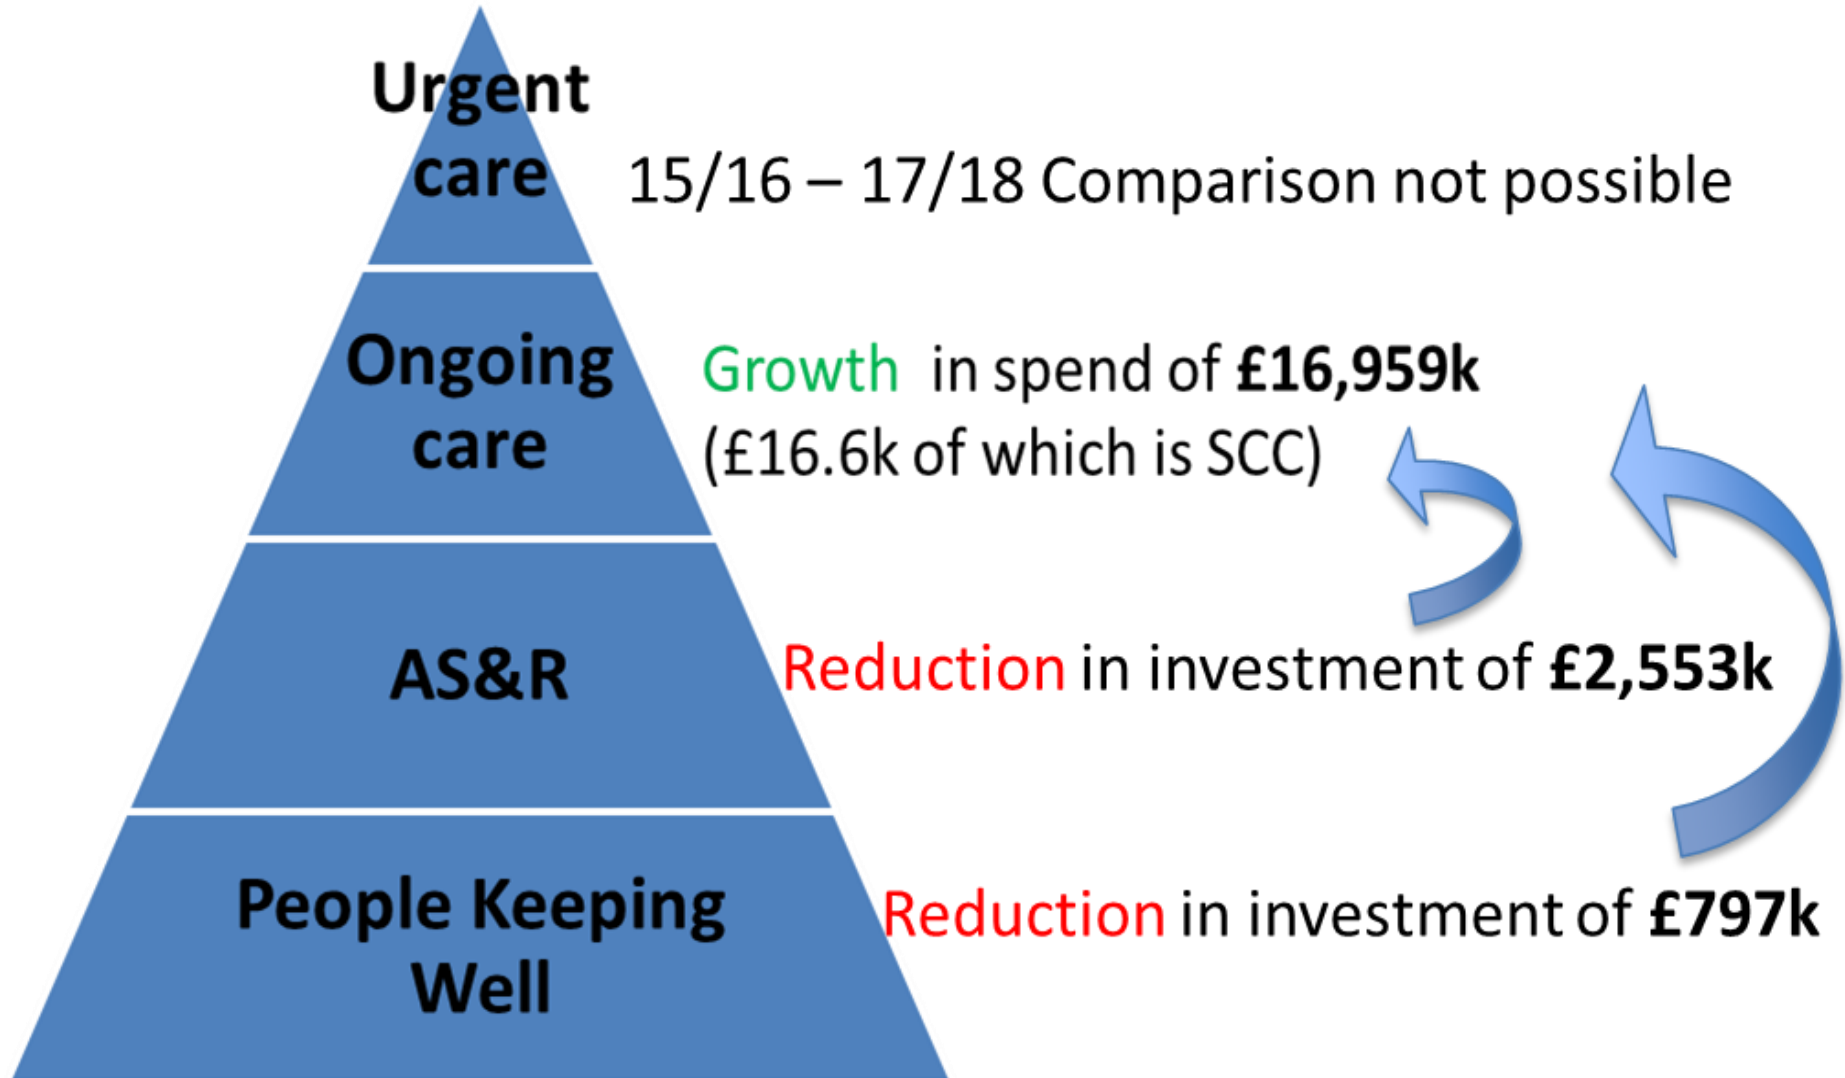 Urgent
care
15/16 – 17/18 Comparison not possible
Ongoing
care
Growth in spend of £16,959k
(£16.6k of which is SCC)
AS&R
Reduction in investment of £2,553k
People Keeping
Well
Reduction in investment of £797k